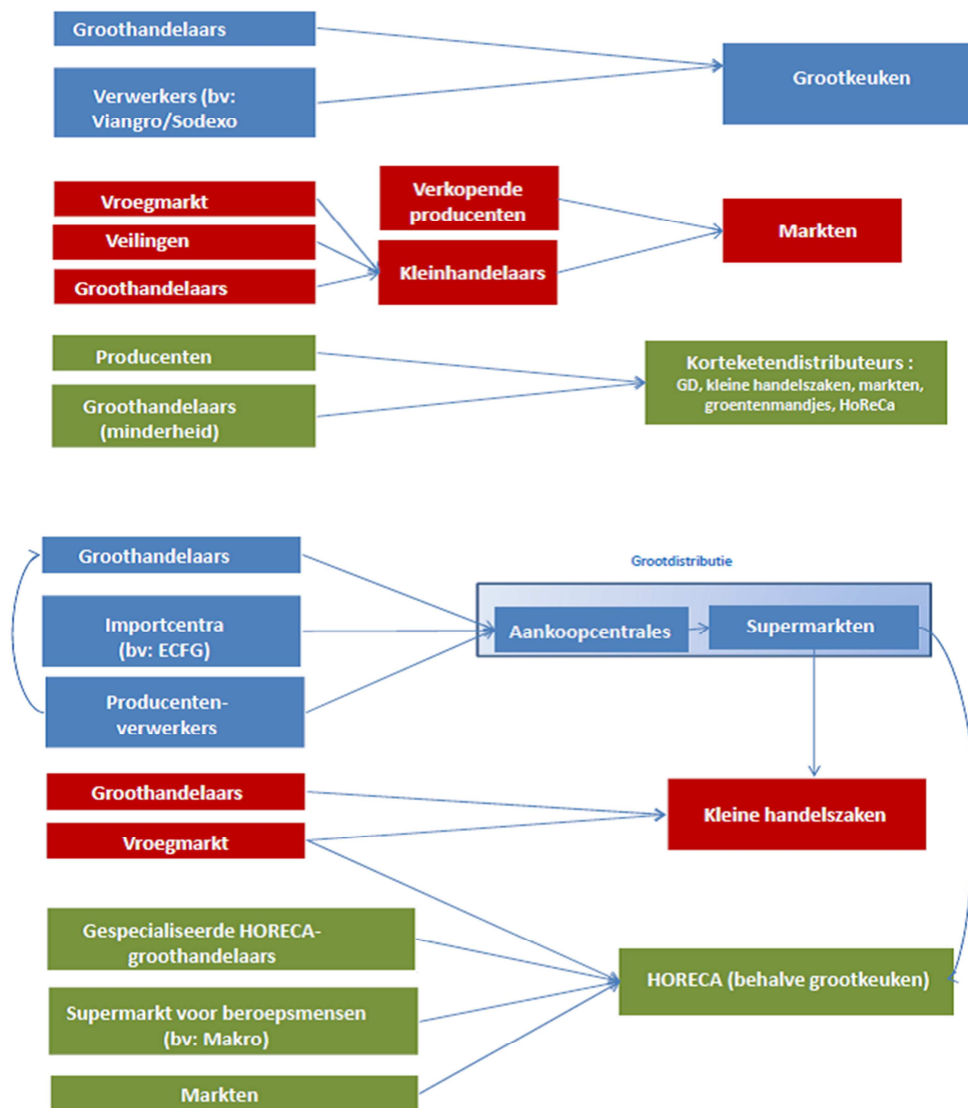 Groothandelaars
Verwerkers (bv:
Viangro/Sodexo
Grootkeuken
Vroegmarkt
Veilingen
Groothandelaars
Verkopende
producenten
Kleinhandelaars
Markten
Producenten
Groothandelaars
(minderheid)
Korteketendistributeurs :
GD, kleine handelszaken, markten,
groentenmandjes, HoReCa
Groothandelaars
Importcentra
(bv: ECFG)
Producenten-
verwerkers
Grootdistributie
Aankoopcentrales
Supermarkten
Groothandelaars
Vroegmarkt
Kleine handelszaken
Gespecialiseerde HORECA-
groothandelaars
Supermarkt voor beroepsmensen
(bv: Makro)
Markten
HORECA (behalve grootkeuken)